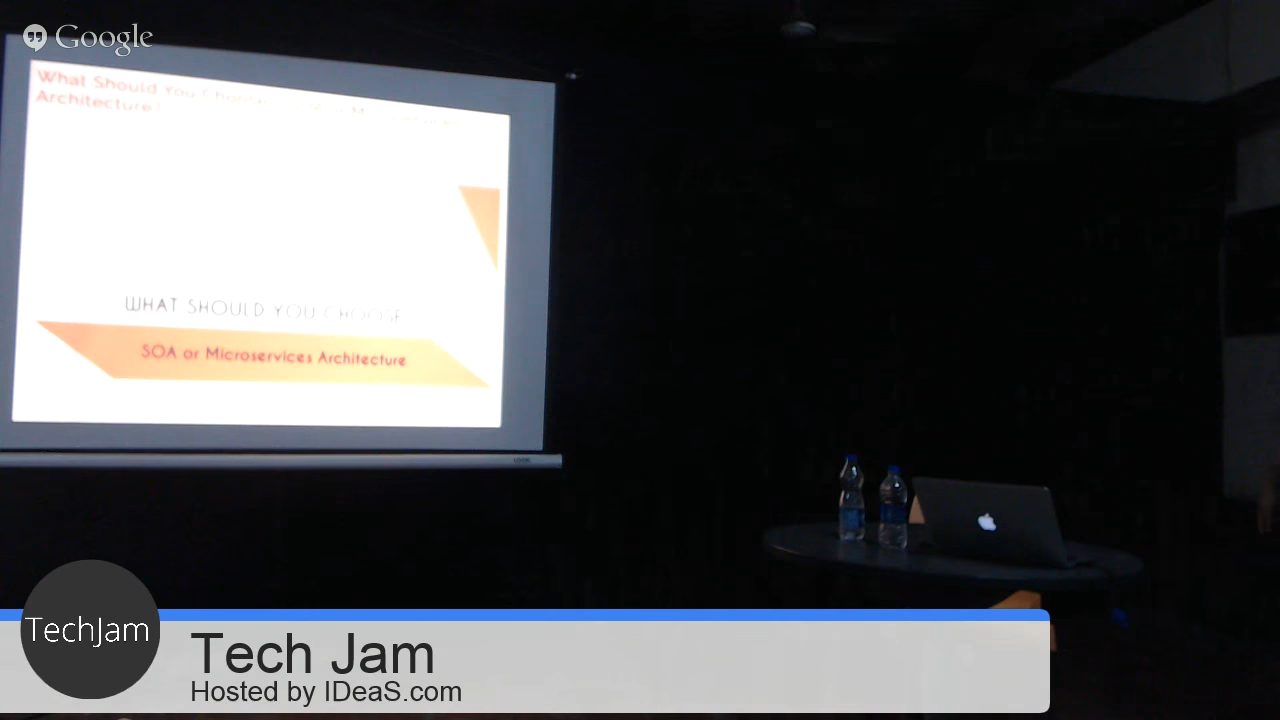 Google
What Should You Choose
Architecture?
WHAT SHOULD YOU CHOOSE
SOA or Microservices Architecture
TechJam
Tech Jam
Hosted by IDeaS.com